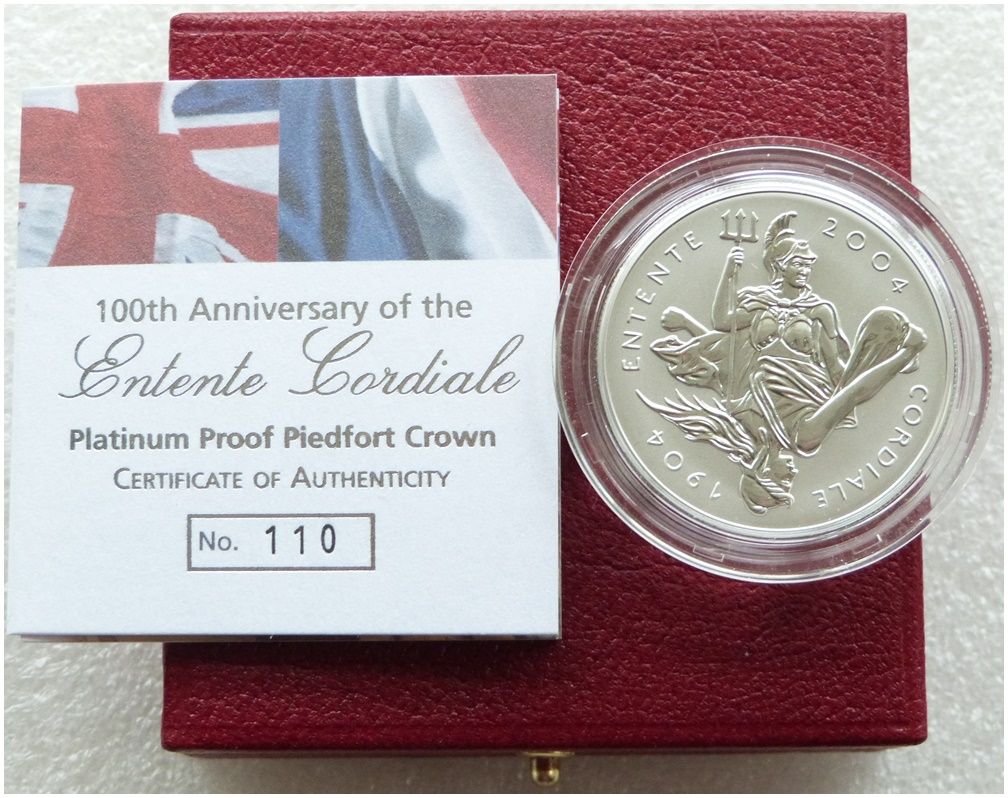 100th Anniversary of the
Entente Cordiale
Platinum Proof Piedfort Crown
CERTIFICATE OF AUTHENTICITY
No. 110
1904 ENTENTE
2004 CORDIALE